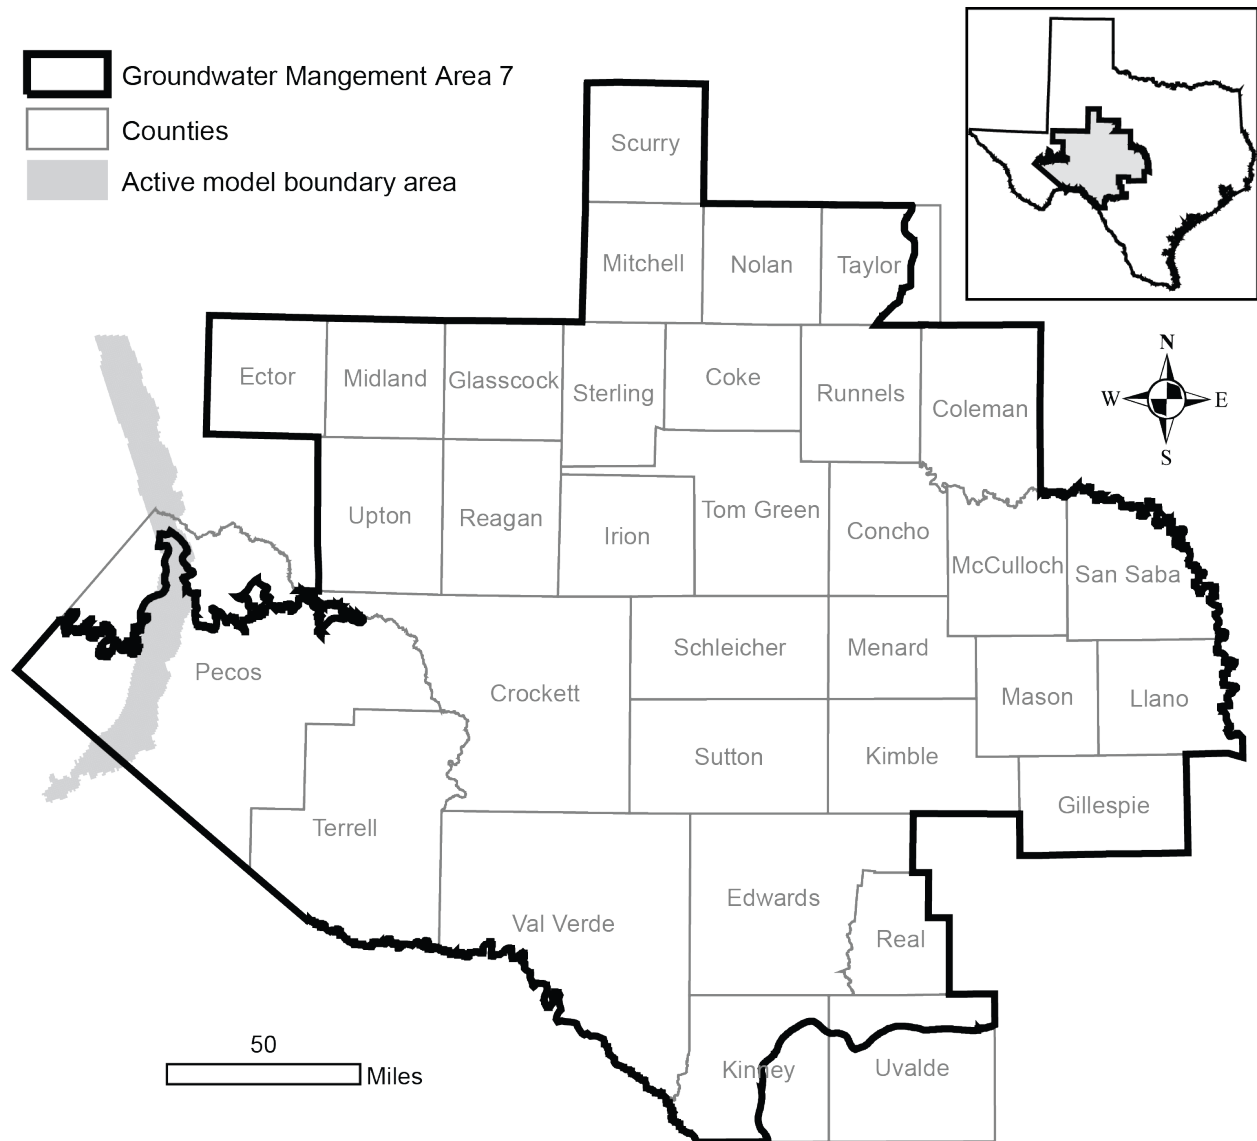 Groundwater Mangement Area 7
Counties
Active model boundary area
Scurry
Mitchell
Nolan
Taylor
N
W
E
S
Ector
Midland
Glasscock
Sterling
Coke
Runnels
Coleman
Upton
Reagan
Irion
Tom Green
Concho
McCulloch
San Saba
Pecos
Crockett
Schleicher
Menard
Mason
Llano
Sutton
Kimble
Gillespie
Terrell
Val Verde
Edwards
Real
Kinney
Uvalde
50
Miles